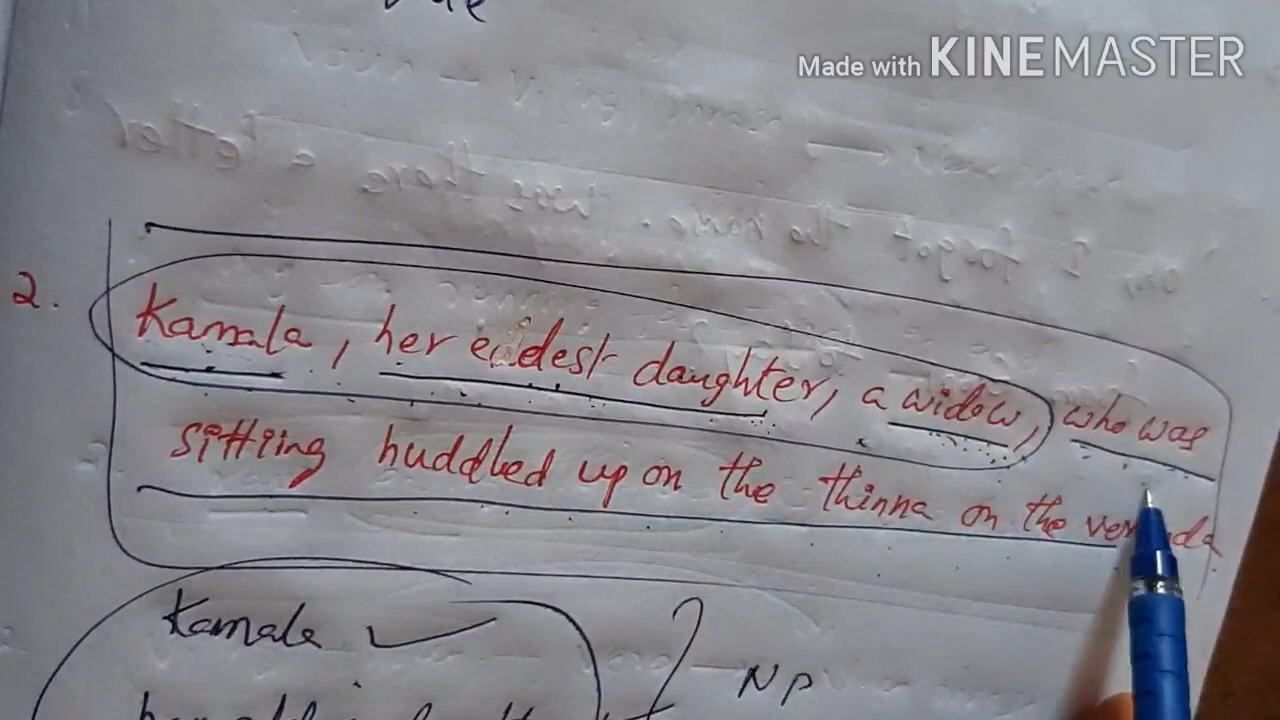 Made with KINEMASTER
2. Kamala, her eldest daughter, a widow, who was
sitting huddled up on the thinna on the
Kamala
NP